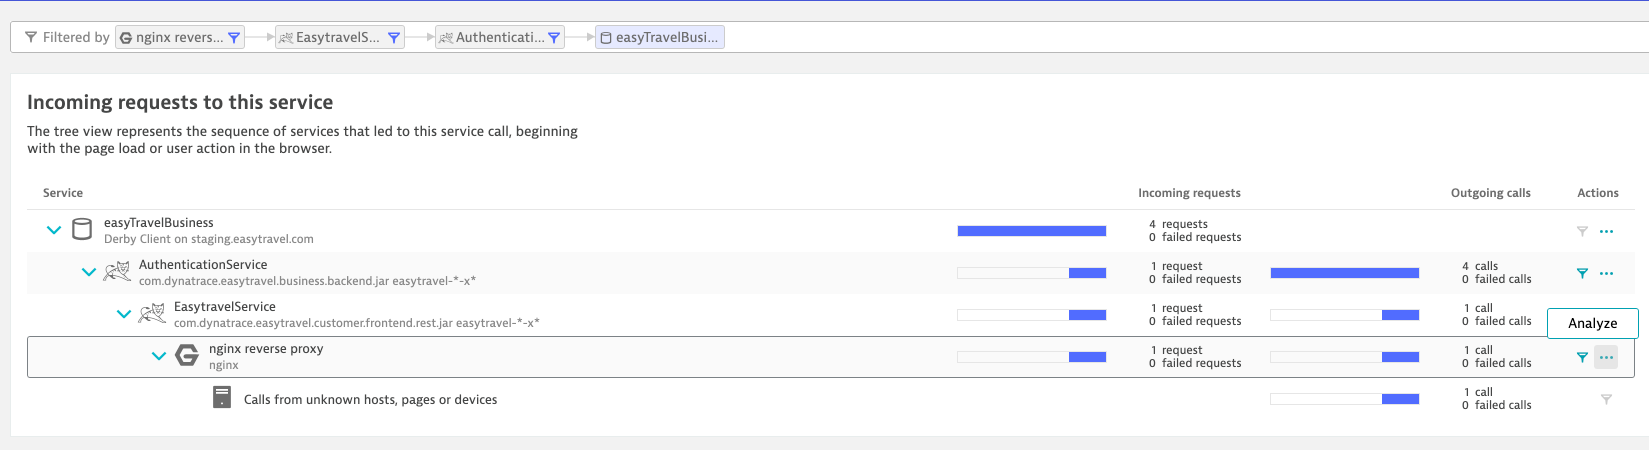 Filtered by nginx revers... EasytravelS... Authenticati... easyTravelBusi...
Incoming requests to this service
The tree view represents the sequence of services that led to this service call, beginning
with the page load or user action in the browser.
Service Incoming requests Outgoing calls Actions
easyTravelBusiness
Derby Client on staging.easytravel.com
4 requests
0 failed requests
AuthenticationService
com.dynatrace.easytravel.business.backend.jar easytravel-*-x*
1 request
0 failed requests
4 calls
0 failed calls
EasytravelService
com.dynatrace.easytravel.customer.frontend.rest.jar easytravel-*-x*
1 request
0 failed requests
1 call
0 failed calls
Analyze
nginx reverse proxy
nginx
1 request
0 failed requests
1 call
0 failed calls
Calls from unknown hosts, pages or devices
1 call
0 failed calls